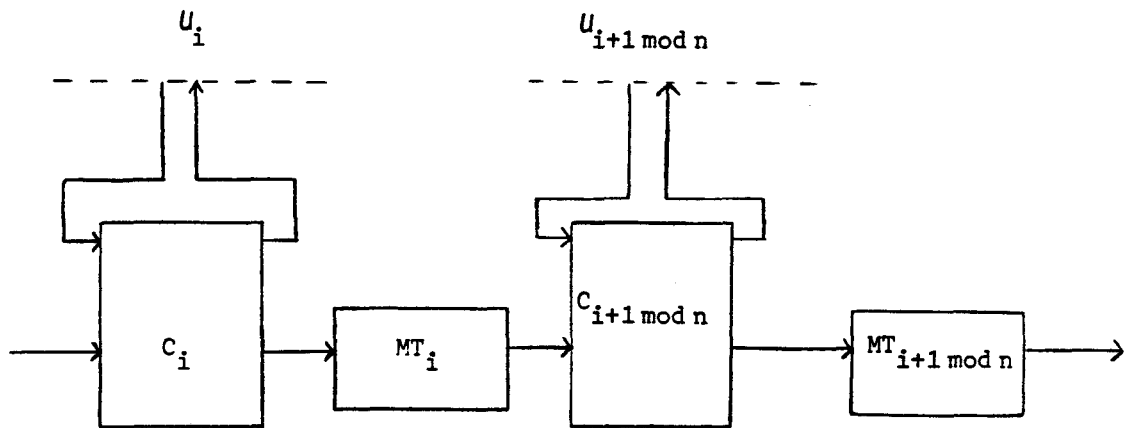 U_i
U_{i+1 mod n}
C_i
MT_i
C_{i+1 mod n}
MT_{i+1 mod n}